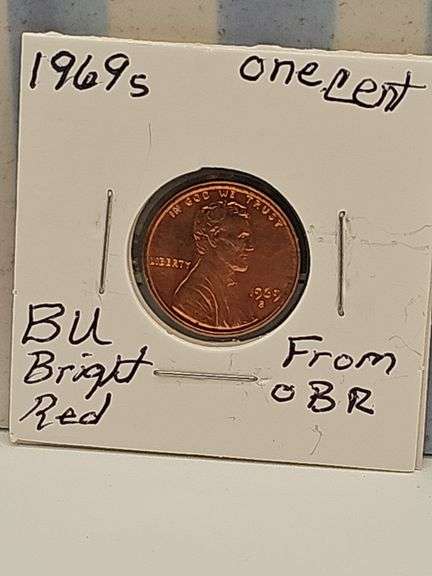 1969s one cent
IN GOD WE TRUST
LIBERTY
1969
S
BU
Bright
Red
From
OBR